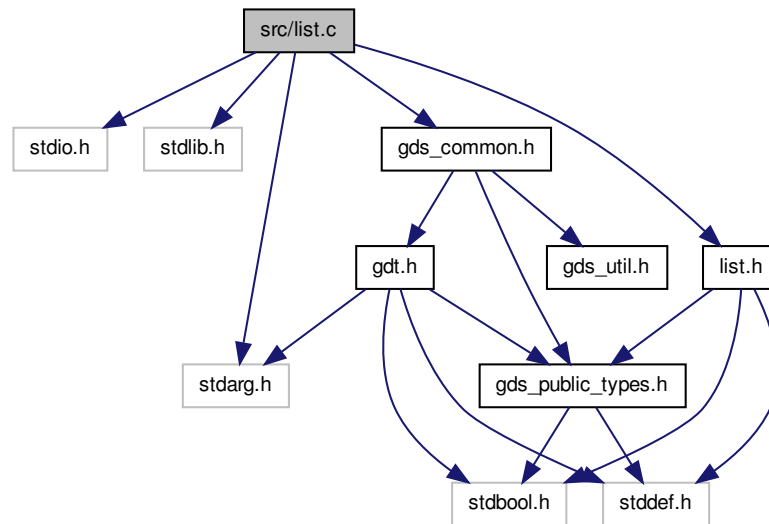 src/list.c
stdio.h
stdlib.h
gds_common.h
gdt.h
gds_util.h
list.h
stdarg.h
gds_public_types.h
stdbool.h
stddef.h